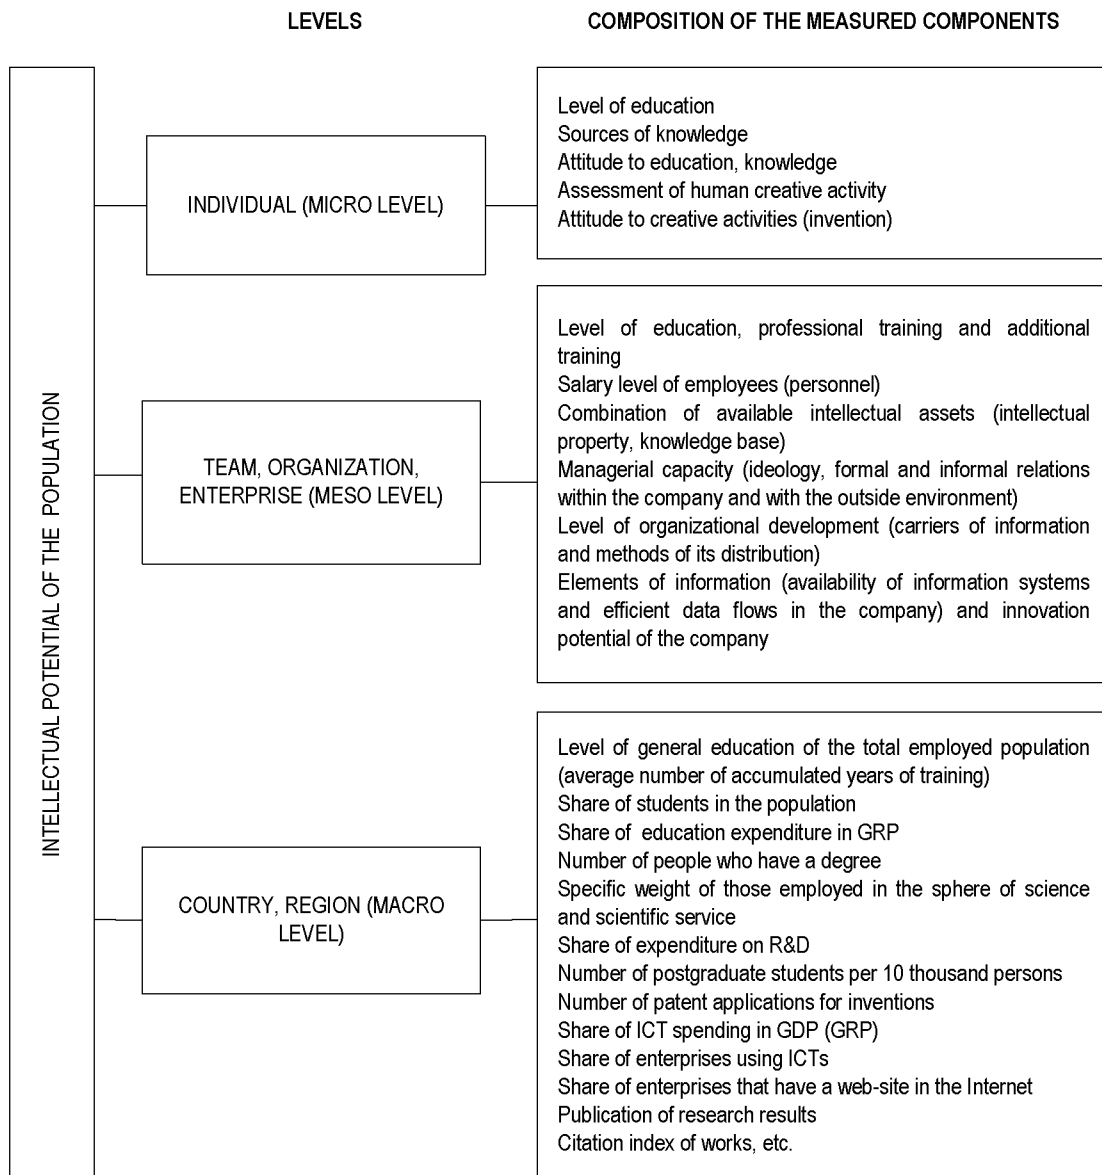 LEVELS
COMPOSITION OF THE MEASURED COMPONENTS
INTELLECTUAL POTENTIAL OF THE POPULATION
INDIVIDUAL (MICRO LEVEL)
Level of education
Sources of knowledge
Attitude to education, knowledge
Assessment of human creative activity
Attitude to creative activities (invention)
TEAM, ORGANIZATION,
ENTERPRISE (MESO LEVEL)
Level of education, professional training and additional
training
Salary level of employees (personnel)
Combination of available intellectual assets (intellectual
property, knowledge base)
Managerial capacity (ideology, formal and informal relations
within the company and with the outside environment)
Level of organizational development (carriers of information
and methods of its distribution)
Elements of information (availability of information systems
and efficient data flows in the company) and innovation
potential of the company
COUNTRY, REGION (MACRO
LEVEL)
Level of general education of the total employed population
(average number of accumulated years of training)
Share of students in the population
Share of education expenditure in GRP
Number of people who have a degree
Specific weight of those employed in the sphere of science
and scientific service
Share of expenditure on R&D
Number of postgraduate students per 10 thousand persons
Number of patent applications for inventions
Share of ICT spending in GDP (GRP)
Share of enterprises using ICTs
Share of enterprises that have a web-site in the Internet
Publication of research results
Citation index of works, etc.